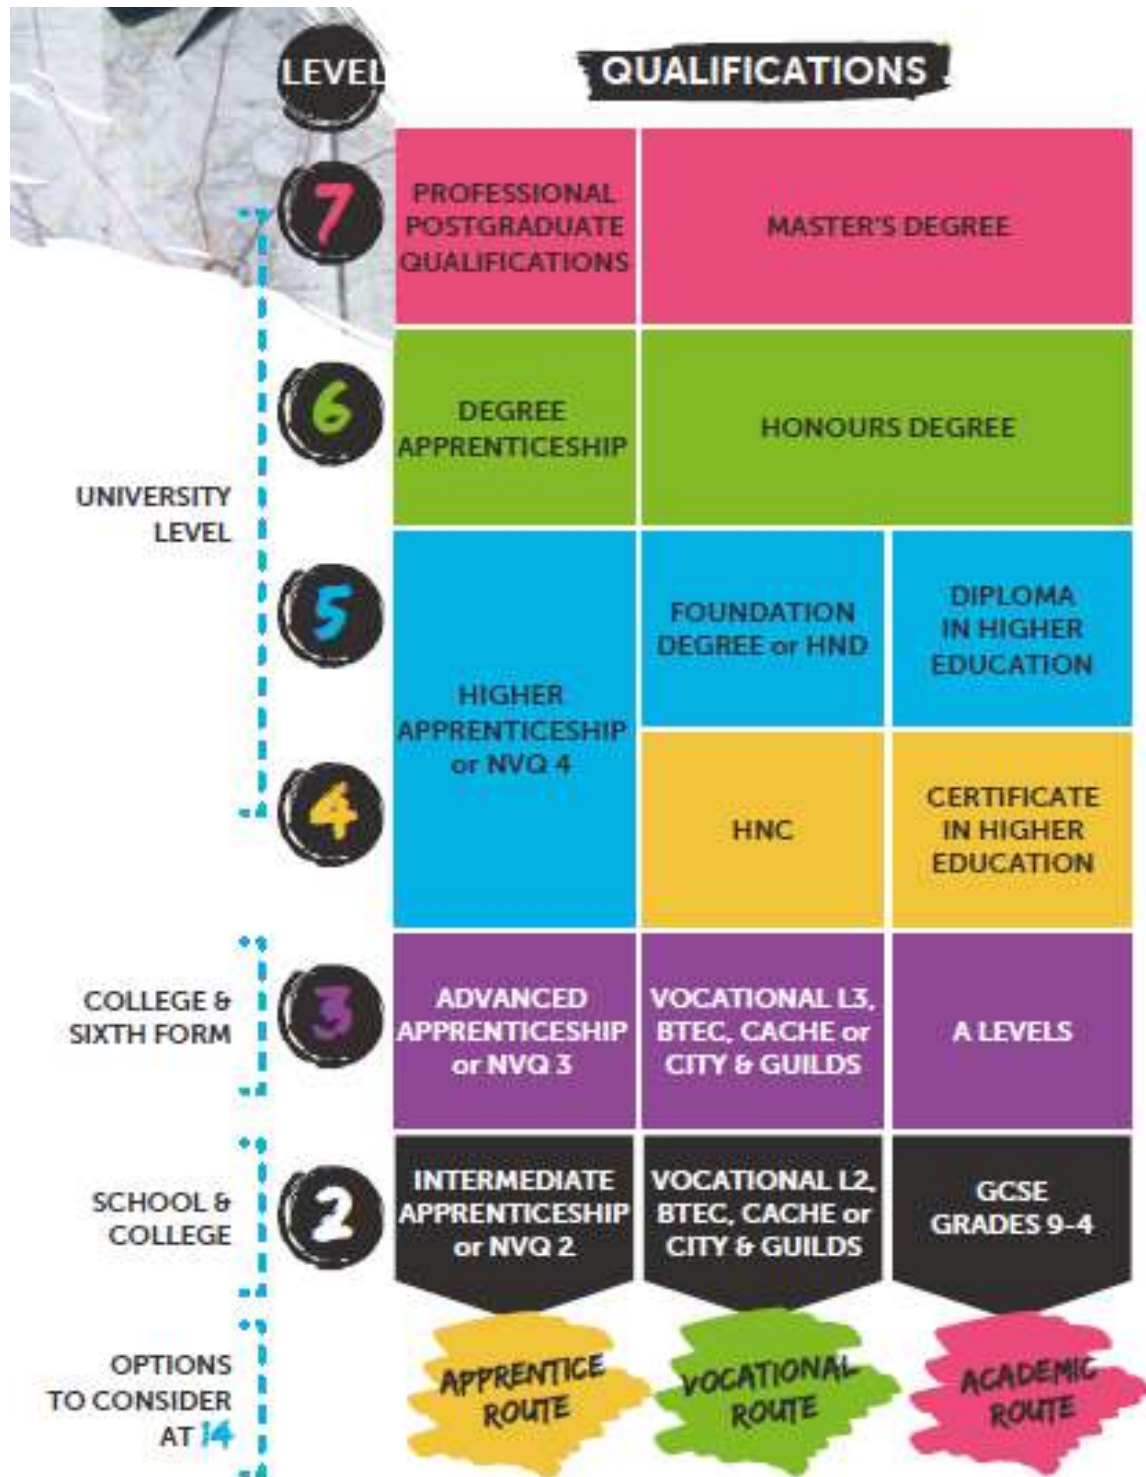 LEVEL
QUALIFICATIONS
7
PROFESSIONAL
POSTGRADUATE
QUALIFICATIONS
MASTER'S DEGREE
6
DEGREE
APPRENTICESHIP
HONOURS DEGREE
UNIVERSITY
LEVEL
5
FOUNDATION
DEGREE or HND
DIPLOMA
IN HIGHER
EDUCATION
HIGHER
APPRENTICESHIP
or NVQ 4
4
HNC
CERTIFICATE
IN HIGHER
EDUCATION
COLLEGE &
SIXTH FORM
3
ADVANCED
APPRENTICESHIP
or NVQ 3
VOCATIONAL L3,
BTEC, CACHE or
CITY & GUILDS
A LEVELS
SCHOOL &
COLLEGE
2
INTERMEDIATE
APPRENTICESHIP
or NVQ 2
VOCATIONAL L2,
BTEC, CACHE or
CITY & GUILDS
GCSE
GRADES 9-4
OPTIONS
TO CONSIDER
AT 14
APPRENTICE
ROUTE
VOCATIONAL
ROUTE
ACADEMIC
ROUTE